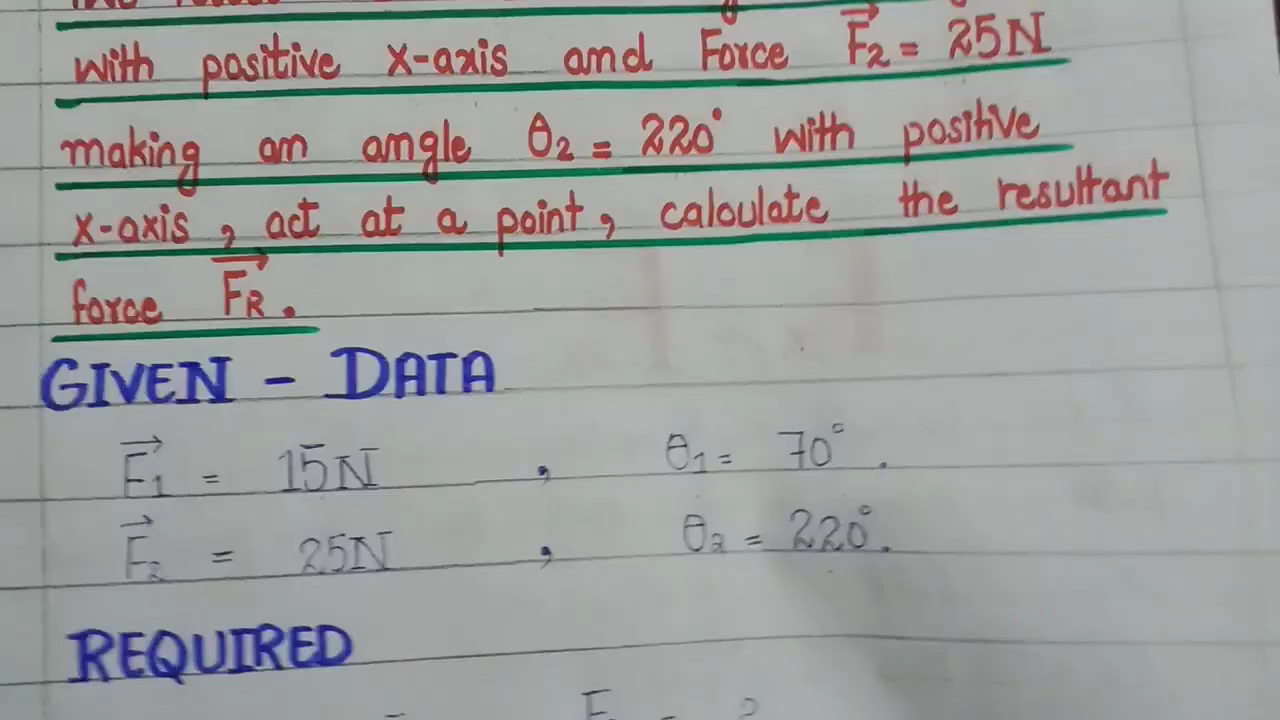 with positive x-axis and Force F₂ = 25N
making an angle θ₂ = 220° with positive
x-axis, act at a point, calculate the resultant
force F_R.
GIVEN - DATA
F₁ = 15N , θ₁ = 70°.
F₂ = 25N , θ₂ = 220°.
REQUIRED